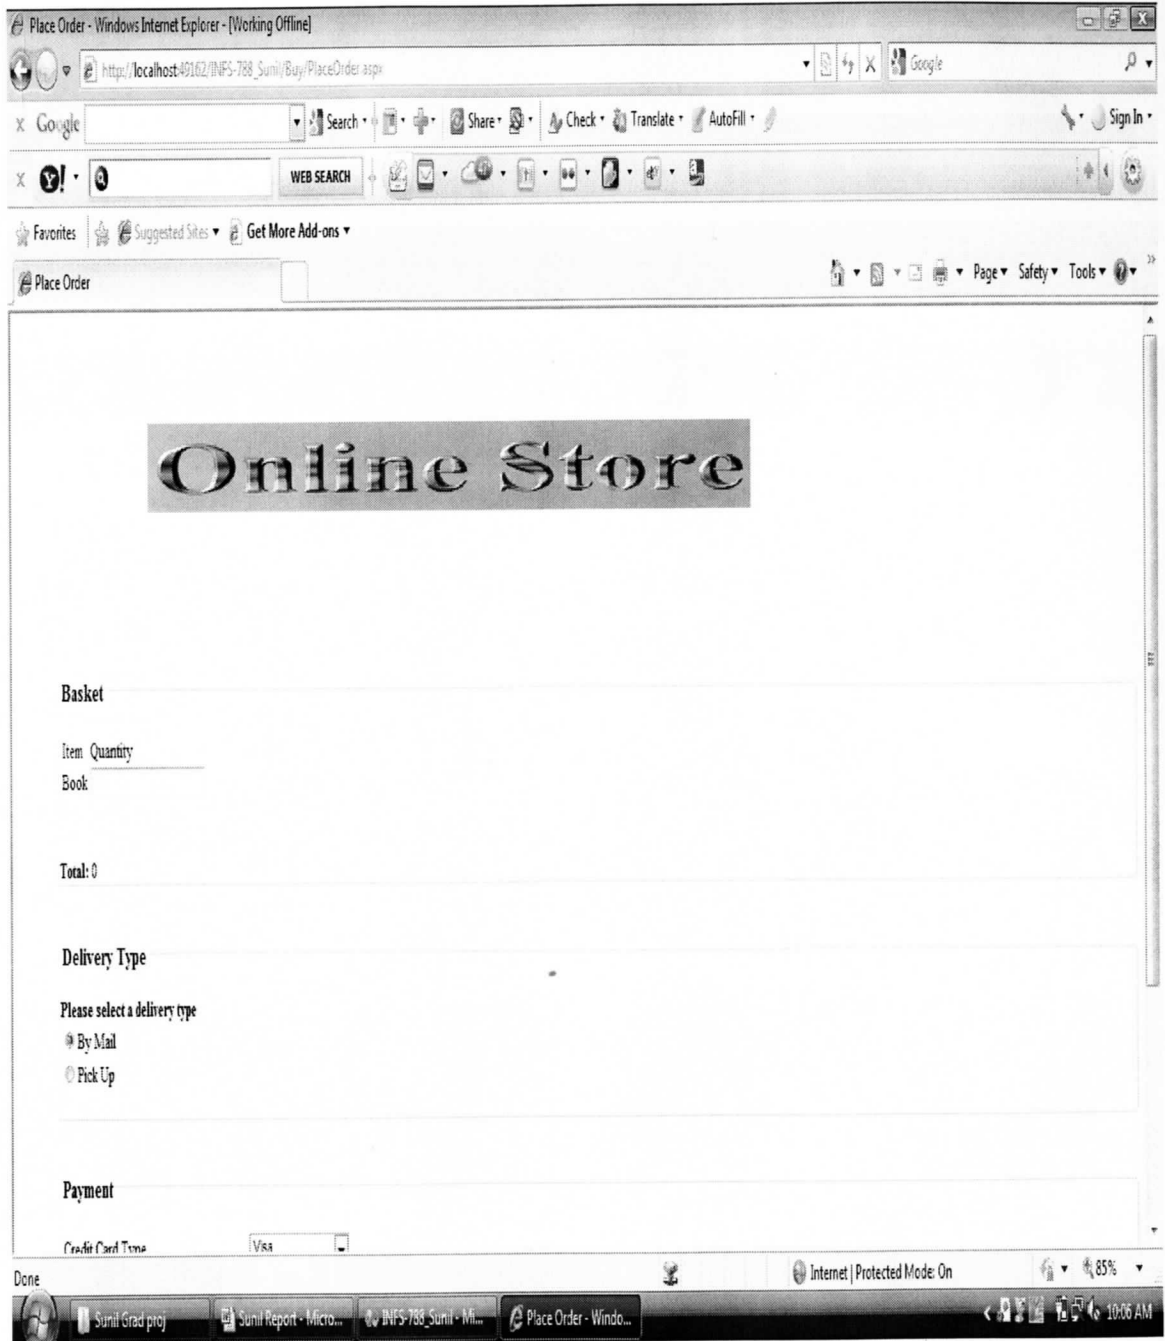 Place Order - Windows Internet Explorer - [Working Offline]
http://localhost:49162/INFS-788_Sunil/Buy/PlaceOrder.aspx
Google
X Google Search Share Check Translate AutoFill Sign In
X Y! WEB SEARCH
Favorites Suggested Sites Get More Add-ons
Place Order
Page Safety Tools
Online Store
Basket
Item Quantity
Book
Total: 0
Delivery Type
Please select a delivery type
By Mail
Pick Up
Payment
Credit Card Type Visa
Done Internet | Protected Mode: On 85%
Sunil Grad proj Sunil Report - Micro... INFS-788_Sunil - Mi... Place Order - Windo... 10:06 AM